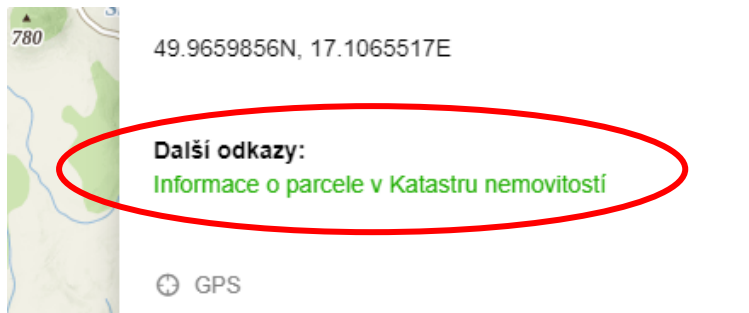 780
49.9659856N, 17.1065517E
Další odkazy:
Informace o parcele v Katastru nemovitostí
GPS